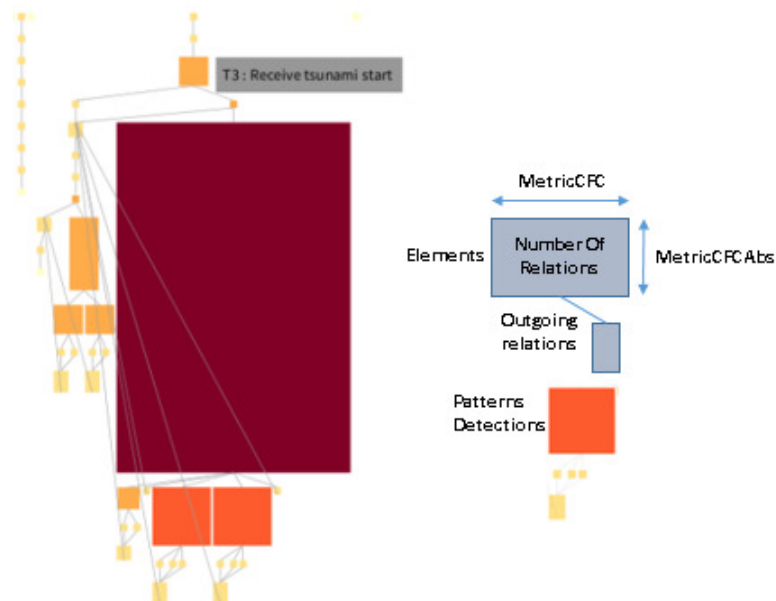 T3 : Receive tsunami start
MetricCFC
Elements
Number Of
Relations
MetricCFCAbs
Outgoing
relations
Patterns
Detections